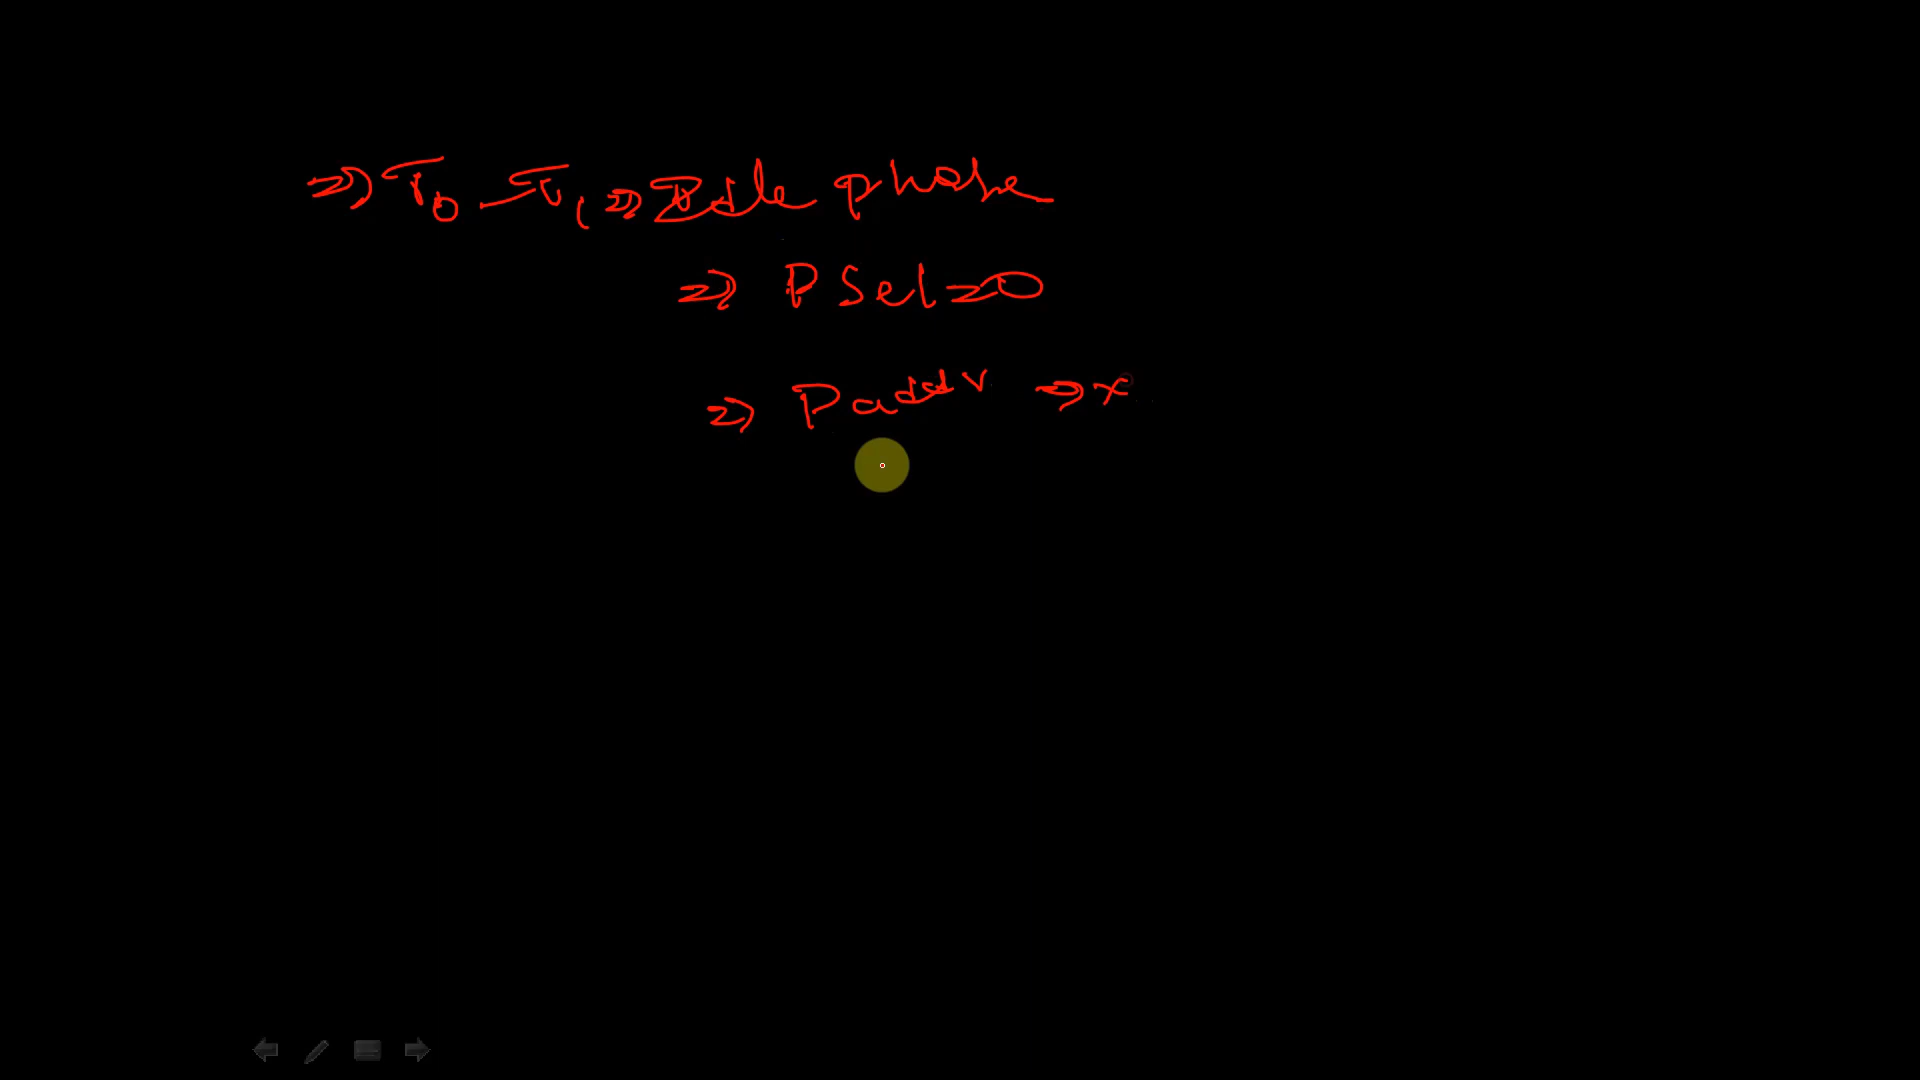 ⇒ T0 - T1 ⇒ Idle phase
⇒ PSel = 0
⇒ Paddr ⇒ x